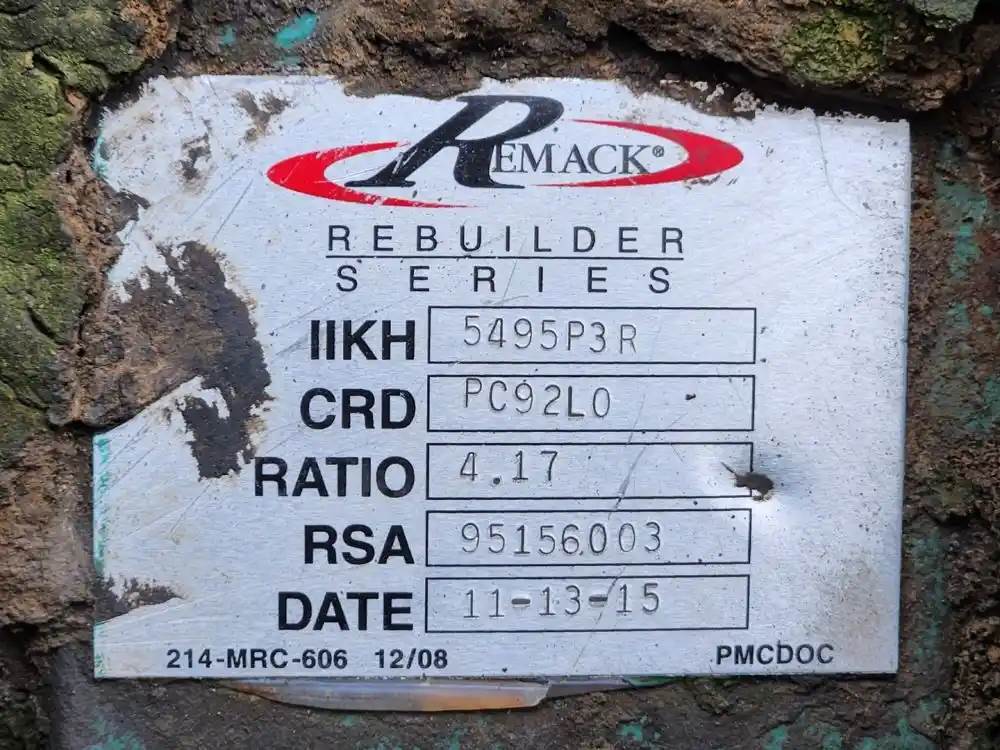 REMACK®
REBUILDER
SERIES
IIKH 5495P3R
CRD PC92L0
RATIO 4.17
RSA 95156003
DATE 11-13-15
214-MRC-606 12/08 PMCDOC